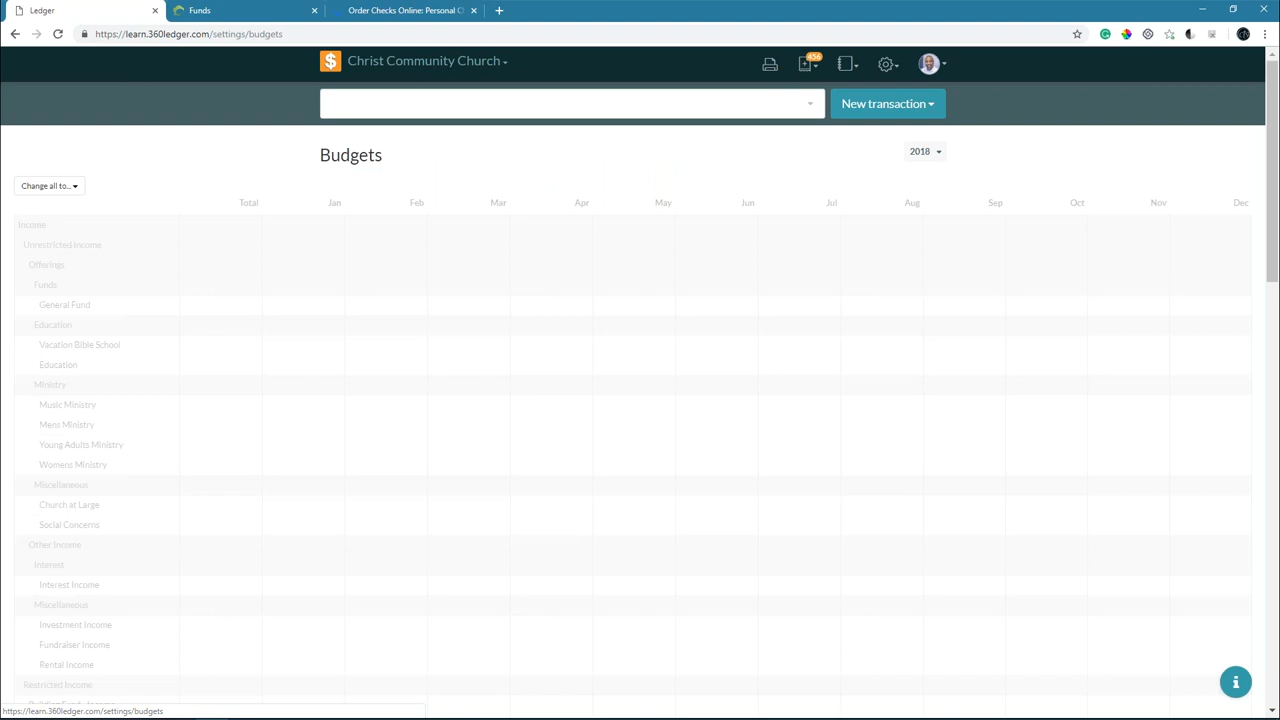 Ledger
Funds
Order Checks Online: Personal C
https://learn.360ledger.com/settings/budgets
Christ Community Church
456
New transaction
Budgets
2018
Change all to...
Total Jan Feb Mar Apr May Jun Jul Aug Sep Oct Nov Dec
Income
Unrestricted Income
Offerings
Funds
General Fund
Education
Vacation Bible School
Education
Ministry
Music Ministry
Mens Ministry
Young Adults Ministry
Womens Ministry
Miscellaneous
Church at Large
Social Concerns
Other Income
Interest
Interest Income
Miscellaneous
Investment Income
Fundraiser Income
Rental Income
Restricted Income
https://learn.360ledger.com/settings/budgets